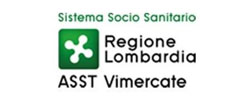 Sistema Socio Sanitario
Regione
Lombardia
ASST Vimercate